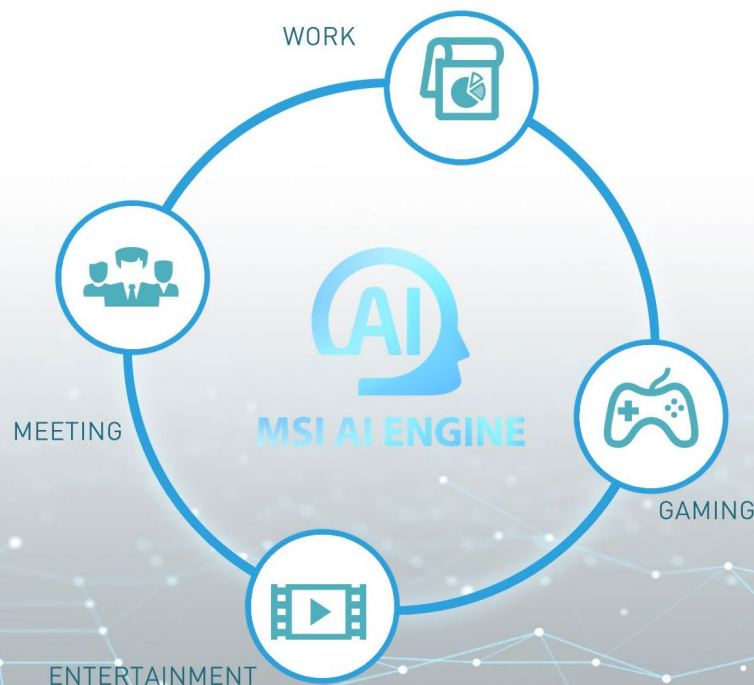 WORK
AI
MSI AI ENGINE
MEETING
GAMING
ENTERTAINMENT